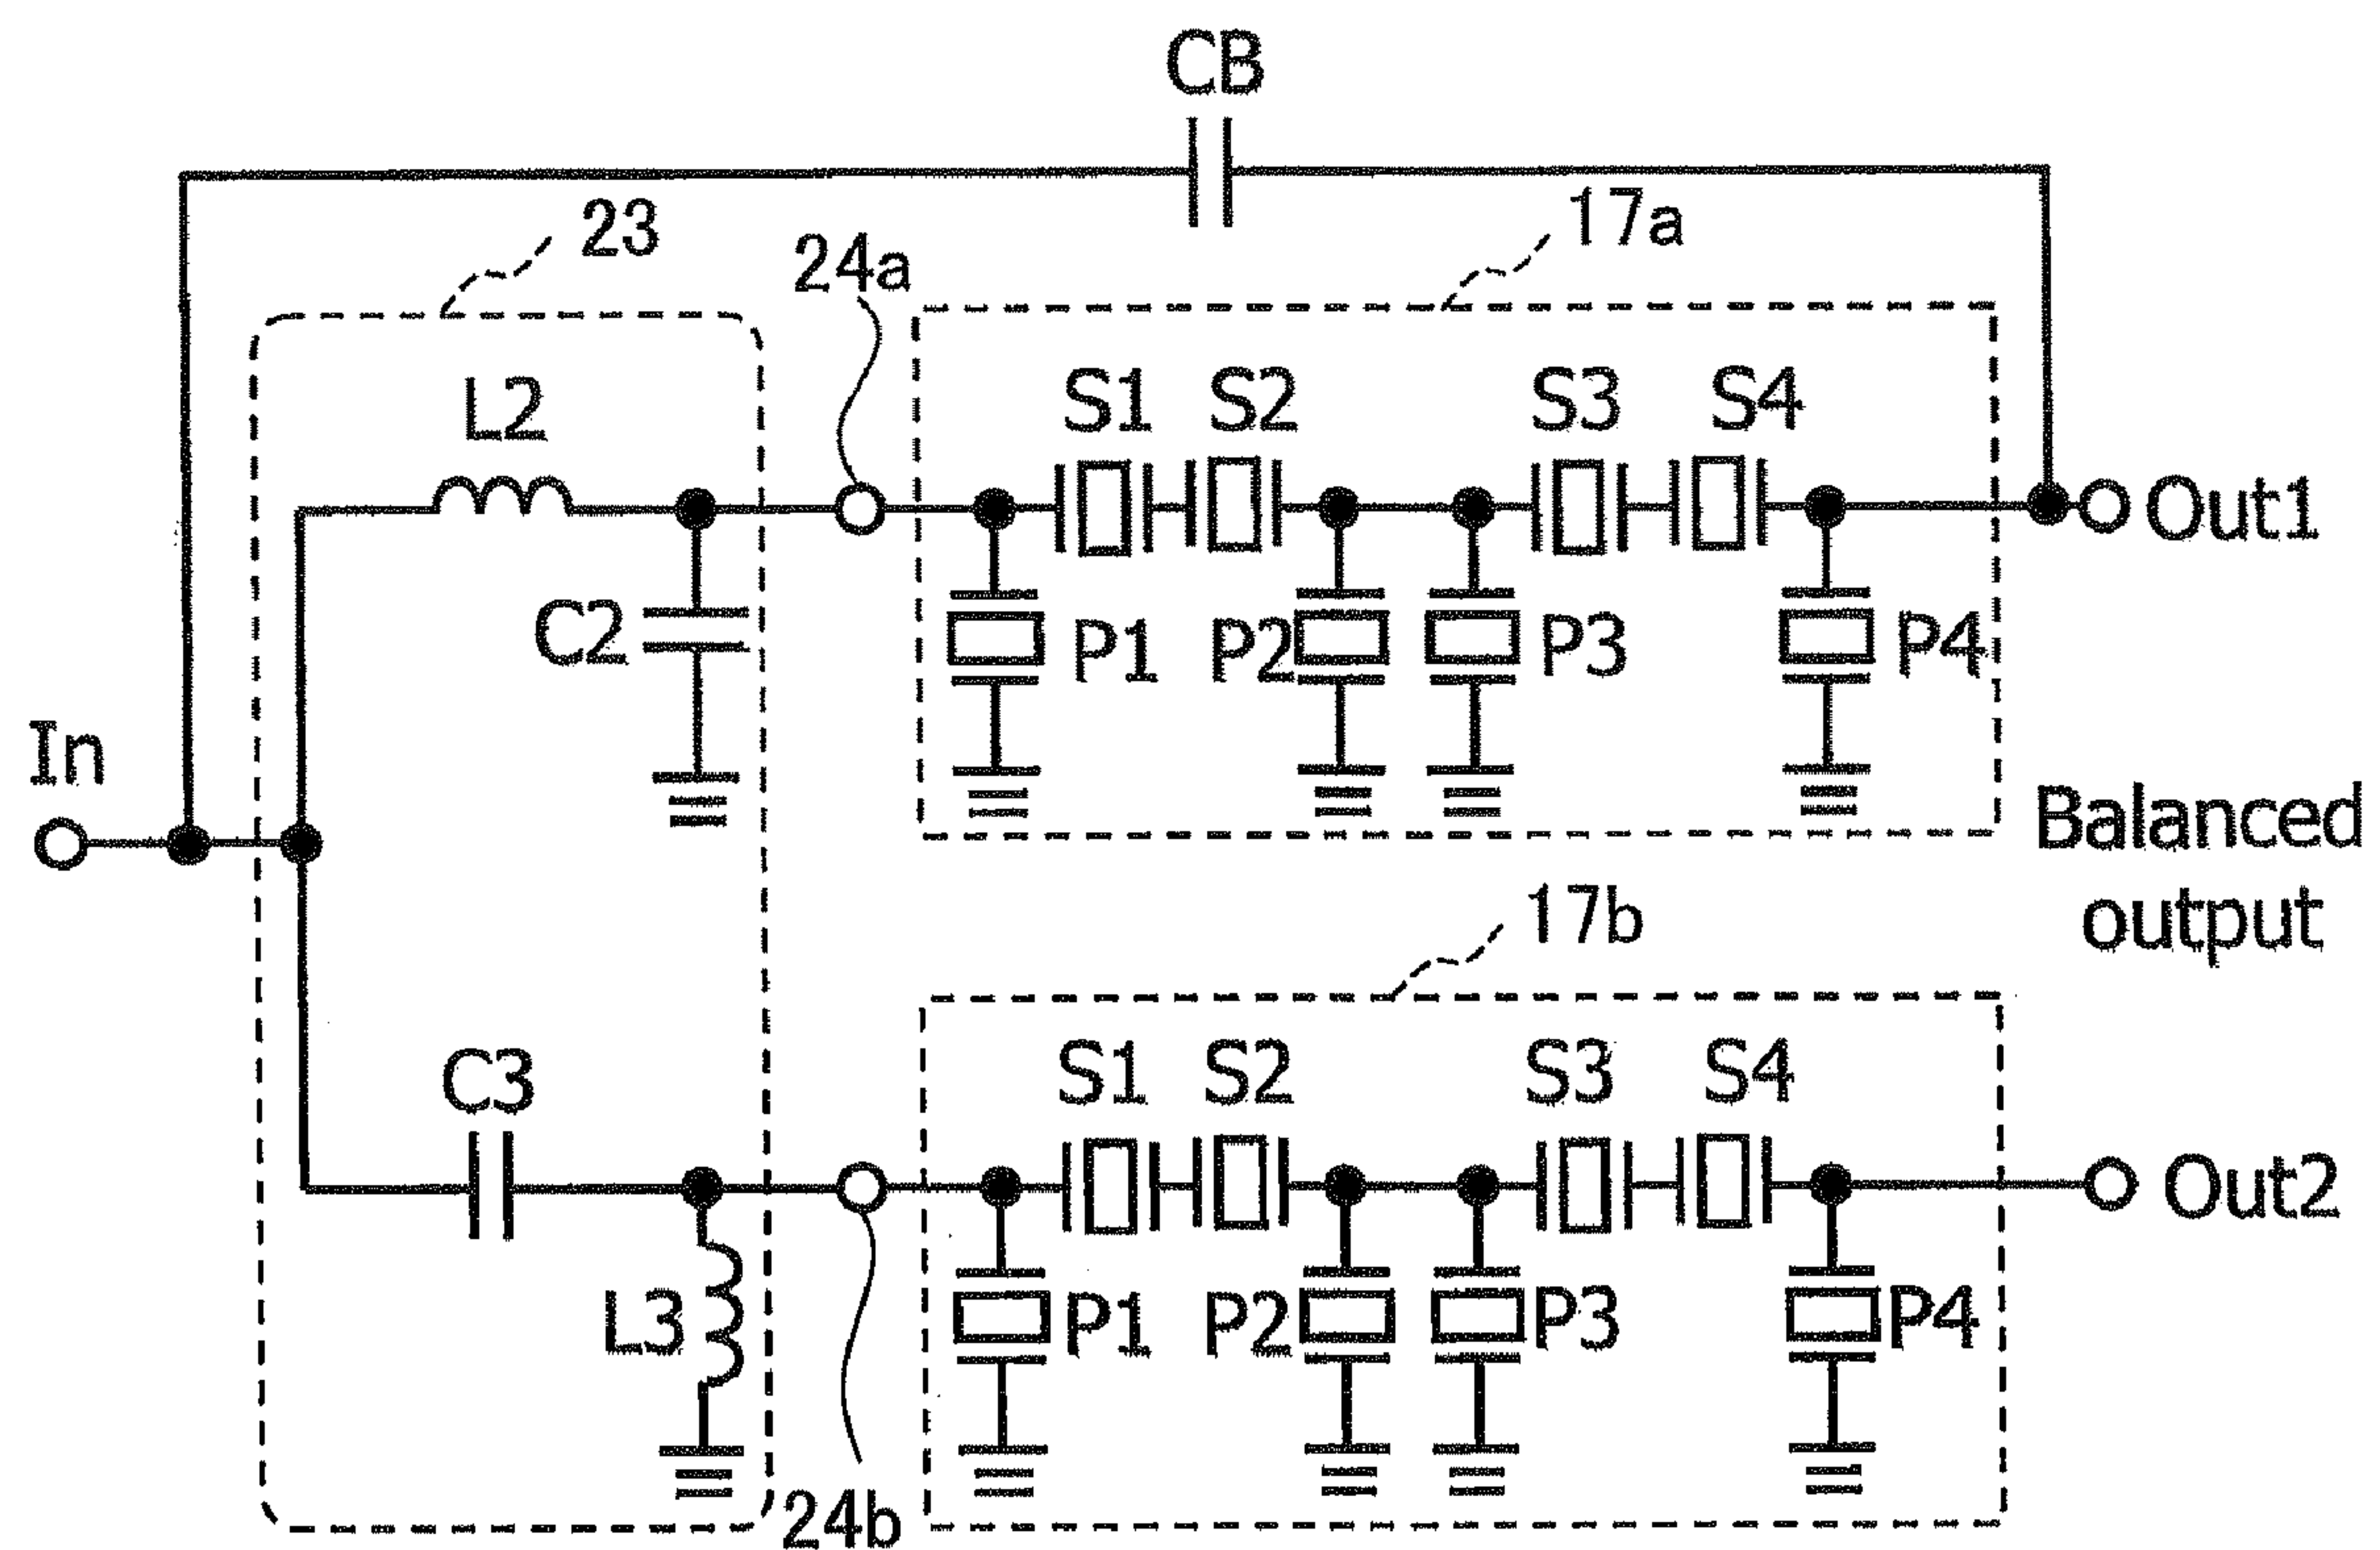 CB
23
24a
17a
L2
S1
S2
S3
S4
Out1
C2
P1
P2
P3
P4
In
Balanced
output
17b
C3
S1
S2
S3
S4
Out2
L3
P1
P2
P3
P4
24b